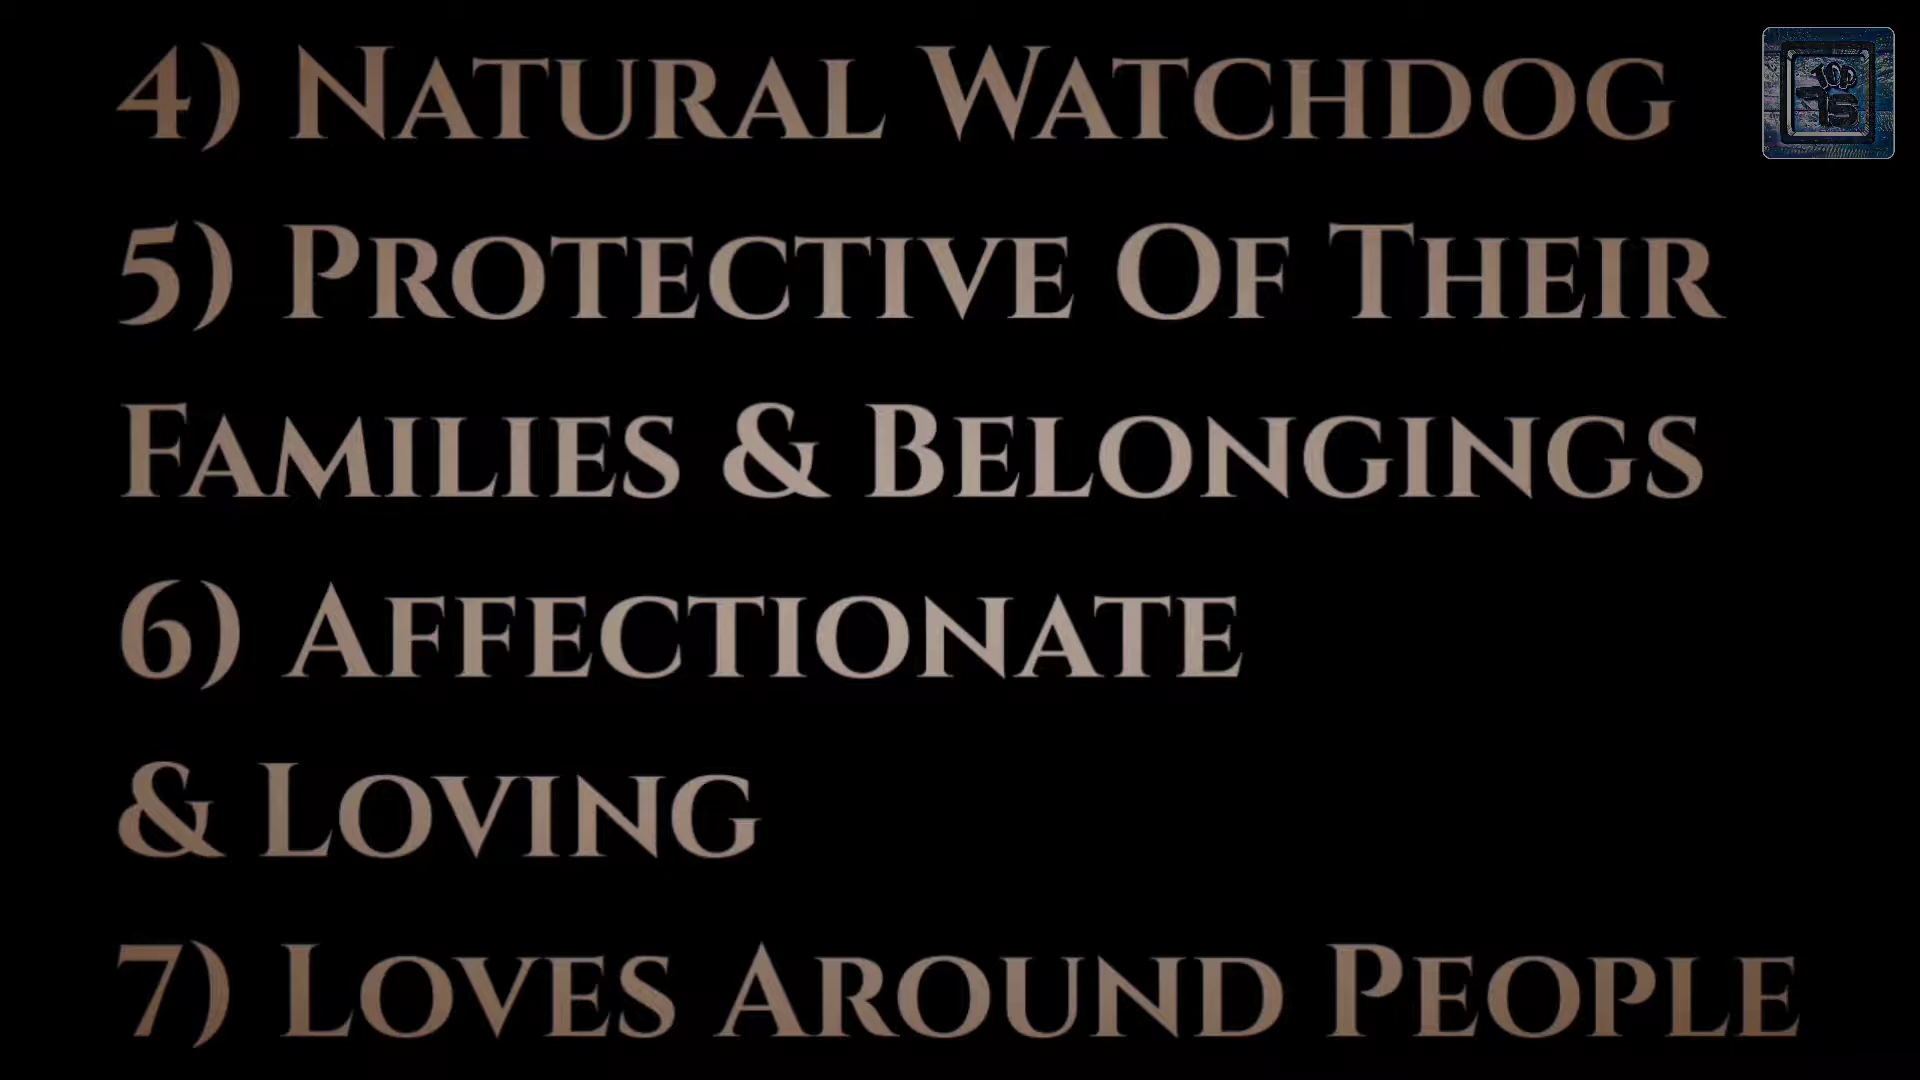 4) Natural Watchdog
5) Protective Of Their
Families & Belongings
6) Affectionate
& Loving
7) Loves Around People